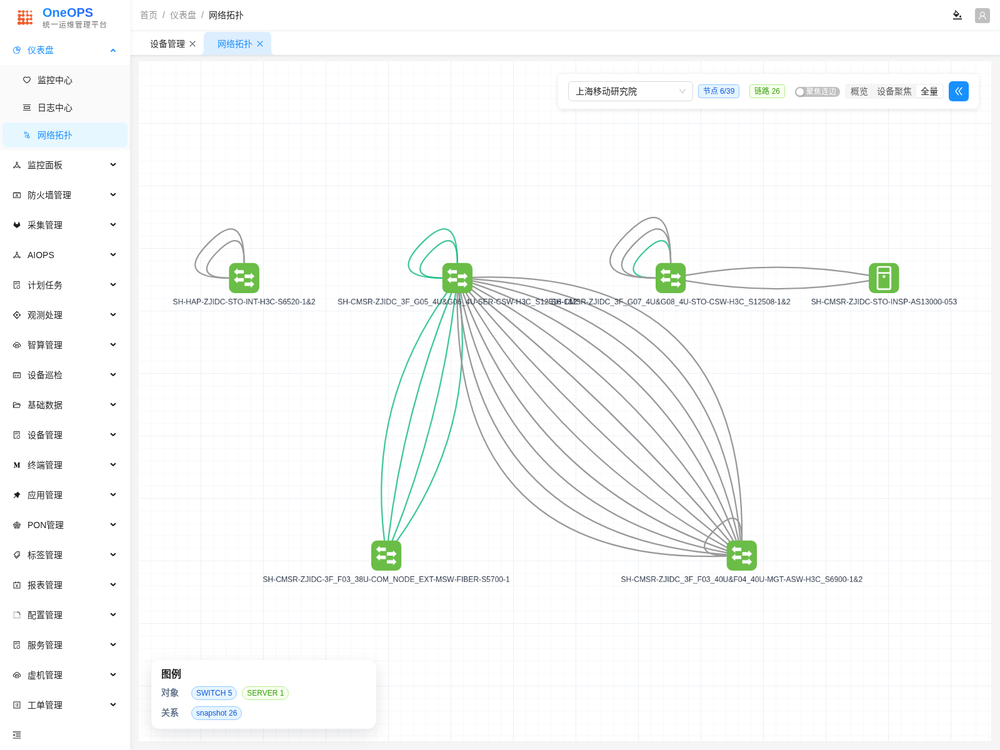 OneOPS
统一运维管理平台
首页 / 仪表盘 / 网络拓扑
设备管理
网络拓扑
仪表盘
监控中心
日志中心
网络拓扑
监控面板
防火墙管理
采集管理
AIOPS
计划任务
观测处理
智算管理
设备巡检
基础数据
设备管理
终端管理
应用管理
PON管理
标签管理
报表管理
配置管理
服务管理
虚机管理
工单管理
上海移动研究院
节点 6/39
链路 26
聚焦连边
概览
设备聚焦
全量
SH-HAP-ZJIDC-STO-INT-H3C-S6520-1&2
SH-CMSR-ZJIDC_3F_G05_4U&G06_4U-SER-CSW-H3C_S12516-1&2
SH-CMSR-ZJIDC_3F_G07_4U&G08_4U-STO-CSW-H3C_S12508-1&2
SH-CMSR-ZJIDC-STO-INSP-AS13000-053
SH-CMSR-ZJIDC-3F_F03_38U-COM_NODE_EXT-MSW-FIBER-S5700-1
SH-CMSR-ZJIDC_3F_F03_40U&F04_40U-MGT-ASW-H3C_S6900-1&2
图例
对象 SWITCH 5 SERVER 1
关系 snapshot 26